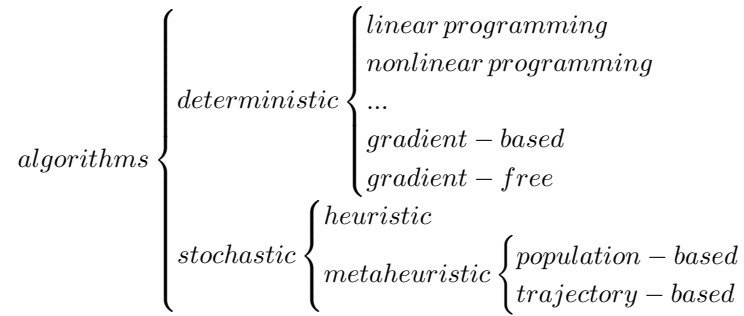 linear programming
nonlinear programming
deterministic
...
gradient − based
algorithms
gradient − free
heuristic
stochastic
population − based
metaheuristic
trajectory − based